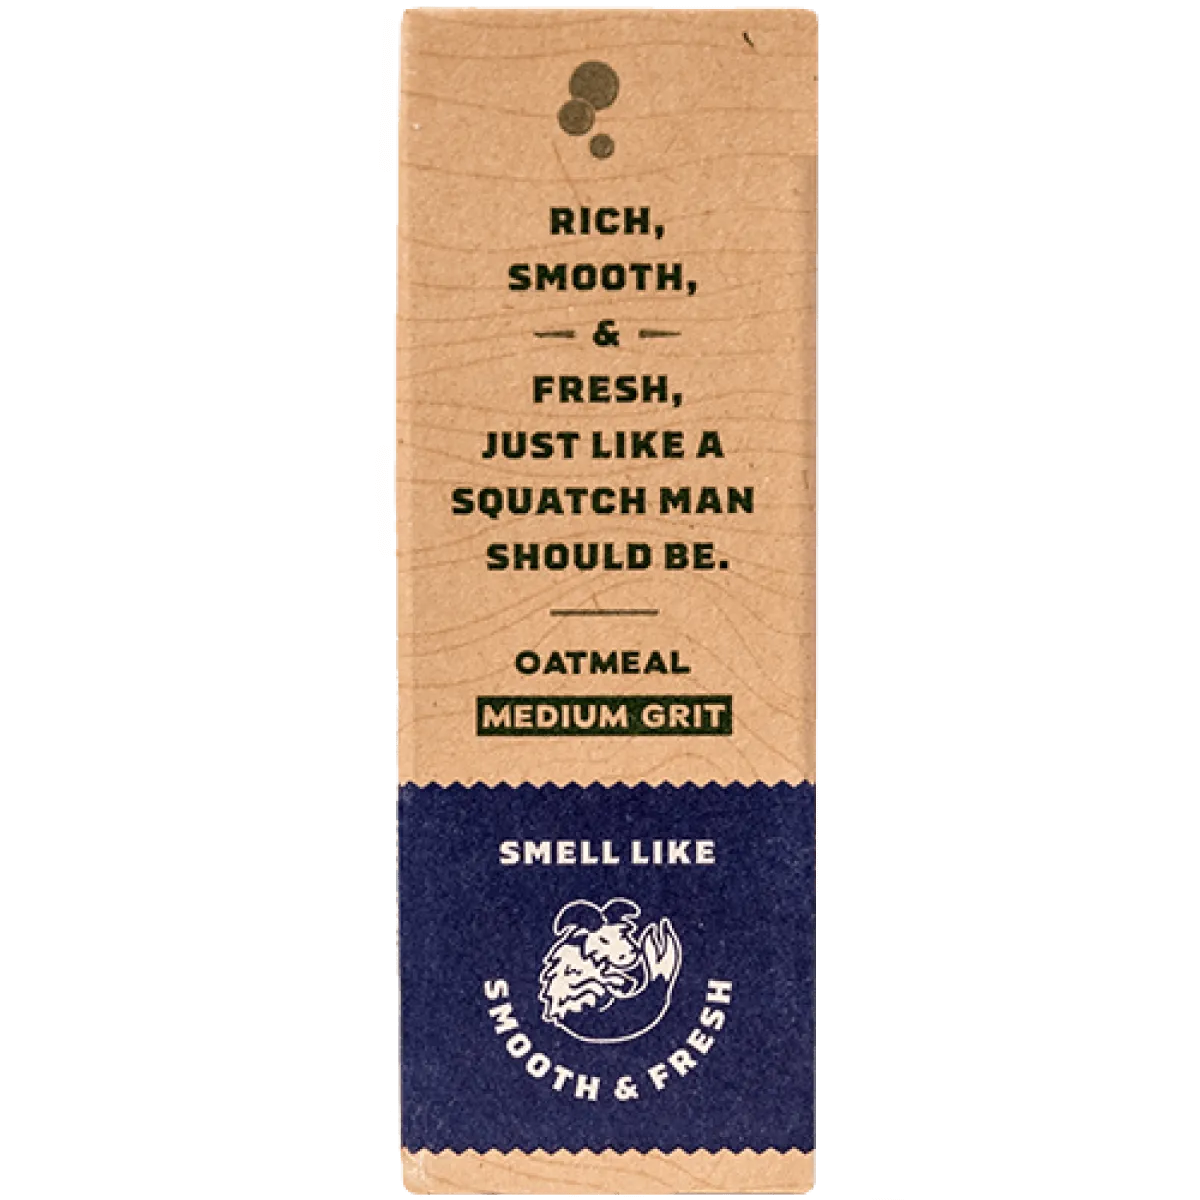 RICH,
SMOOTH,
&
FRESH,
JUST LIKE A
SQUATCH MAN
SHOULD BE.
OATMEAL
MEDIUM GRIT
SMELL LIKE
SMOOTH & FRESH